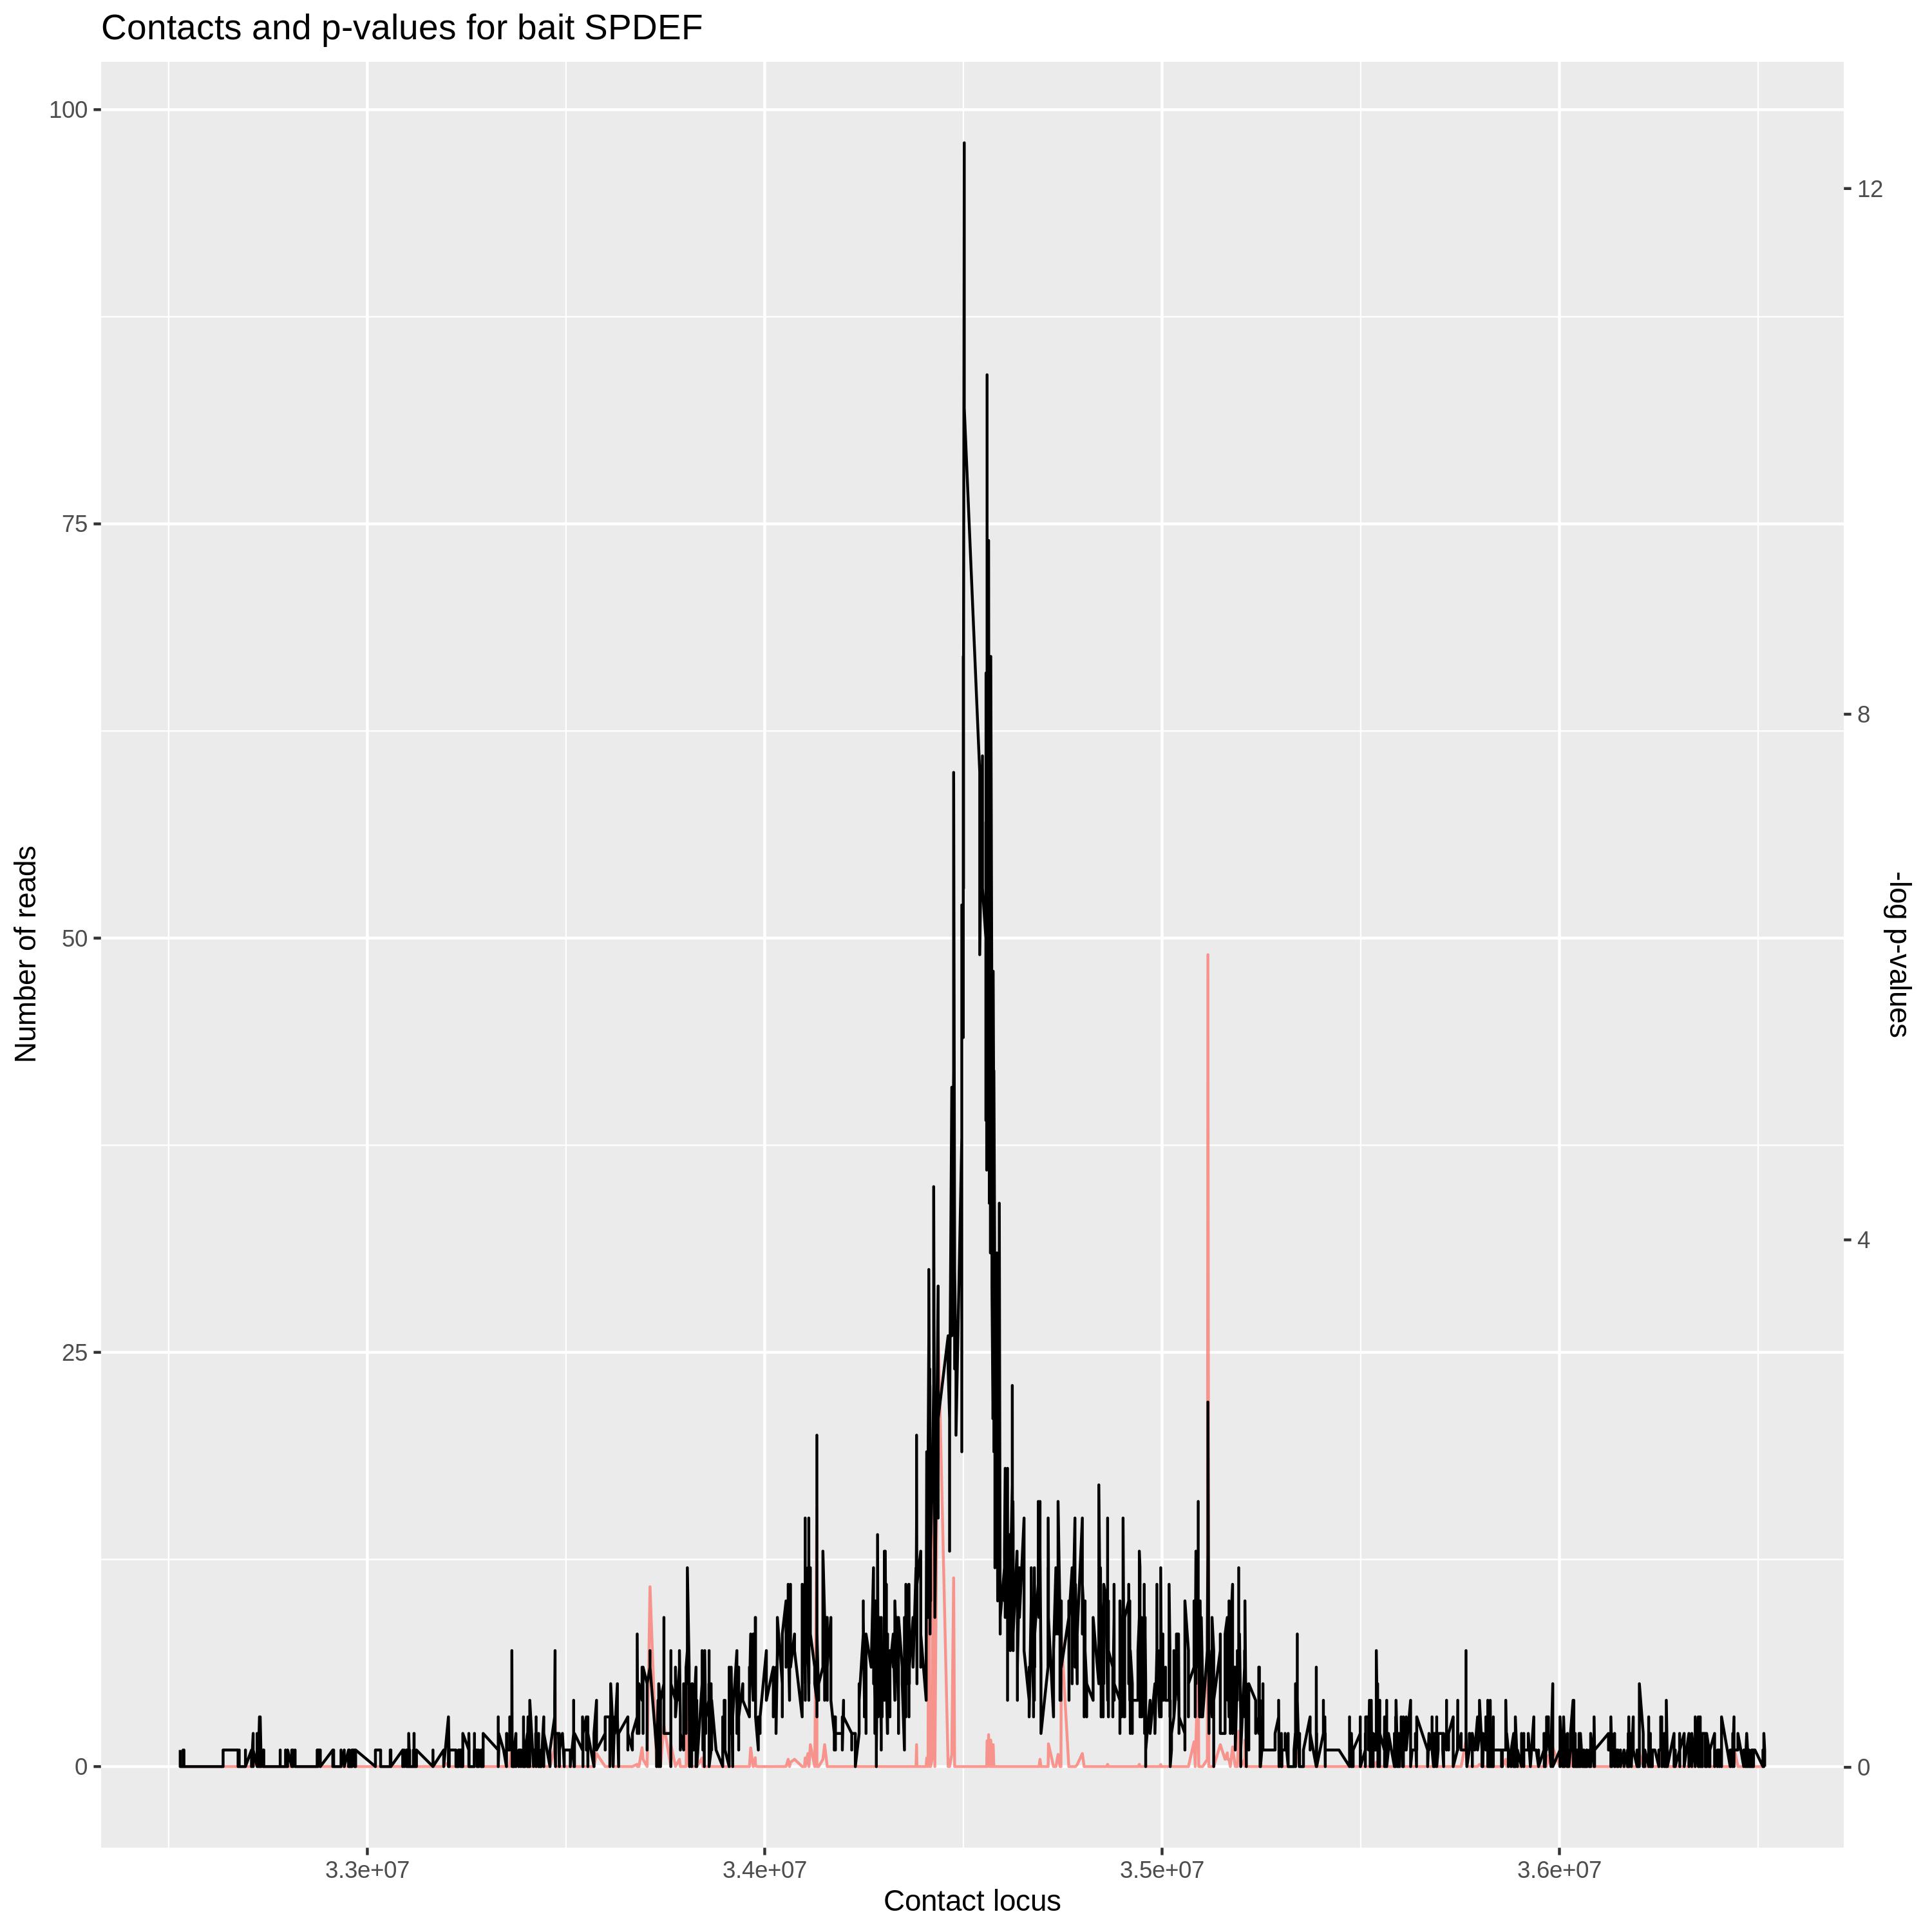 Contacts and p-values for bait SPDEF
100
75
50
25
0
Number of reads
12
8
4
0
-log p-values
3.3e+07
3.4e+07
3.5e+07
3.6e+07
Contact locus